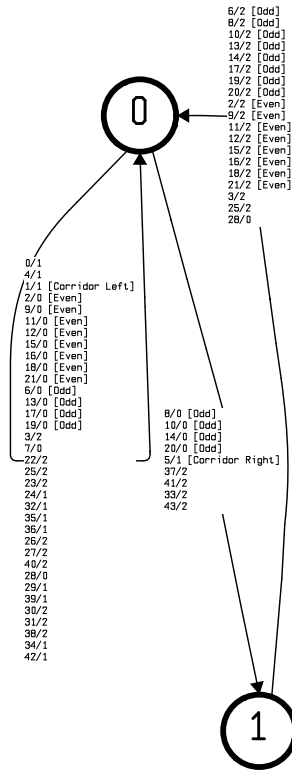 6/2 [Odd]
8/2 [Odd]
10/2 [Odd]
13/2 [Odd]
14/2 [Odd]
17/2 [Odd]
19/2 [Odd]
20/2 [Odd]
2/2 [Even]
9/2 [Even]
11/2 [Even]
12/2 [Even]
15/2 [Even]
16/2 [Even]
18/2 [Even]
21/2 [Even]
3/2
25/2
28/0
0
0/1
4/1
1/1 [Corridor Left]
2/0 [Even]
9/0 [Even]
11/0 [Even]
12/0 [Even]
15/0 [Even]
16/0 [Even]
18/0 [Even]
21/0 [Even]
6/0 [Odd]
13/0 [Odd]
17/0 [Odd]
19/0 [Odd]
3/2
7/0
22/2
25/2
23/2
24/1
32/1
35/1
36/1
26/2
27/2
40/2
28/0
29/1
39/1
30/2
31/2
38/2
34/1
42/1
8/0 [Odd]
10/0 [Odd]
14/0 [Odd]
20/0 [Odd]
5/1 [Corridor Right]
37/2
41/2
33/2
43/2
1